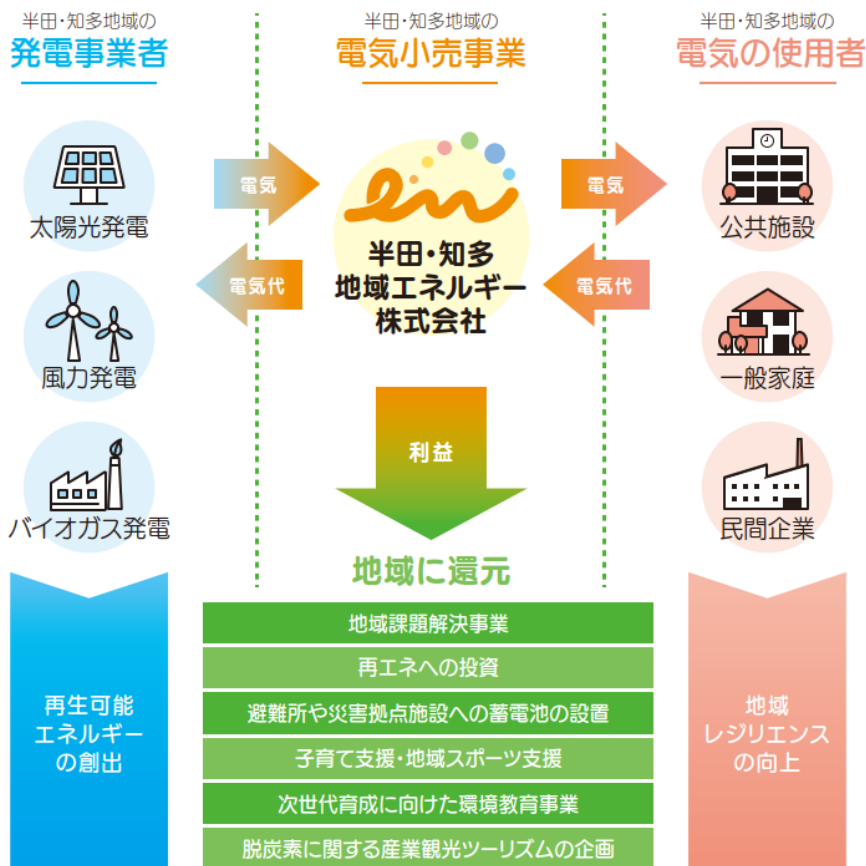 半田・知多地域の
発電事業者
半田・知多地域の
電気小売事業
半田・知多地域の
電気の使用者
太陽光発電
風力発電
バイオガス発電
電気
電気代
en
半田・知多
地域エネルギー
株式会社
電気
電気代
公共施設
一般家庭
民間企業
利益
地域に還元
地域課題解決事業
再エネへの投資
避難所や災害拠点施設への蓄電池の設置
子育て支援・地域スポーツ支援
次世代育成に向けた環境教育事業
脱炭素に関する産業観光ツーリズムの企画
再生可能
エネルギー
の創出
地域
レジリエンス
の向上